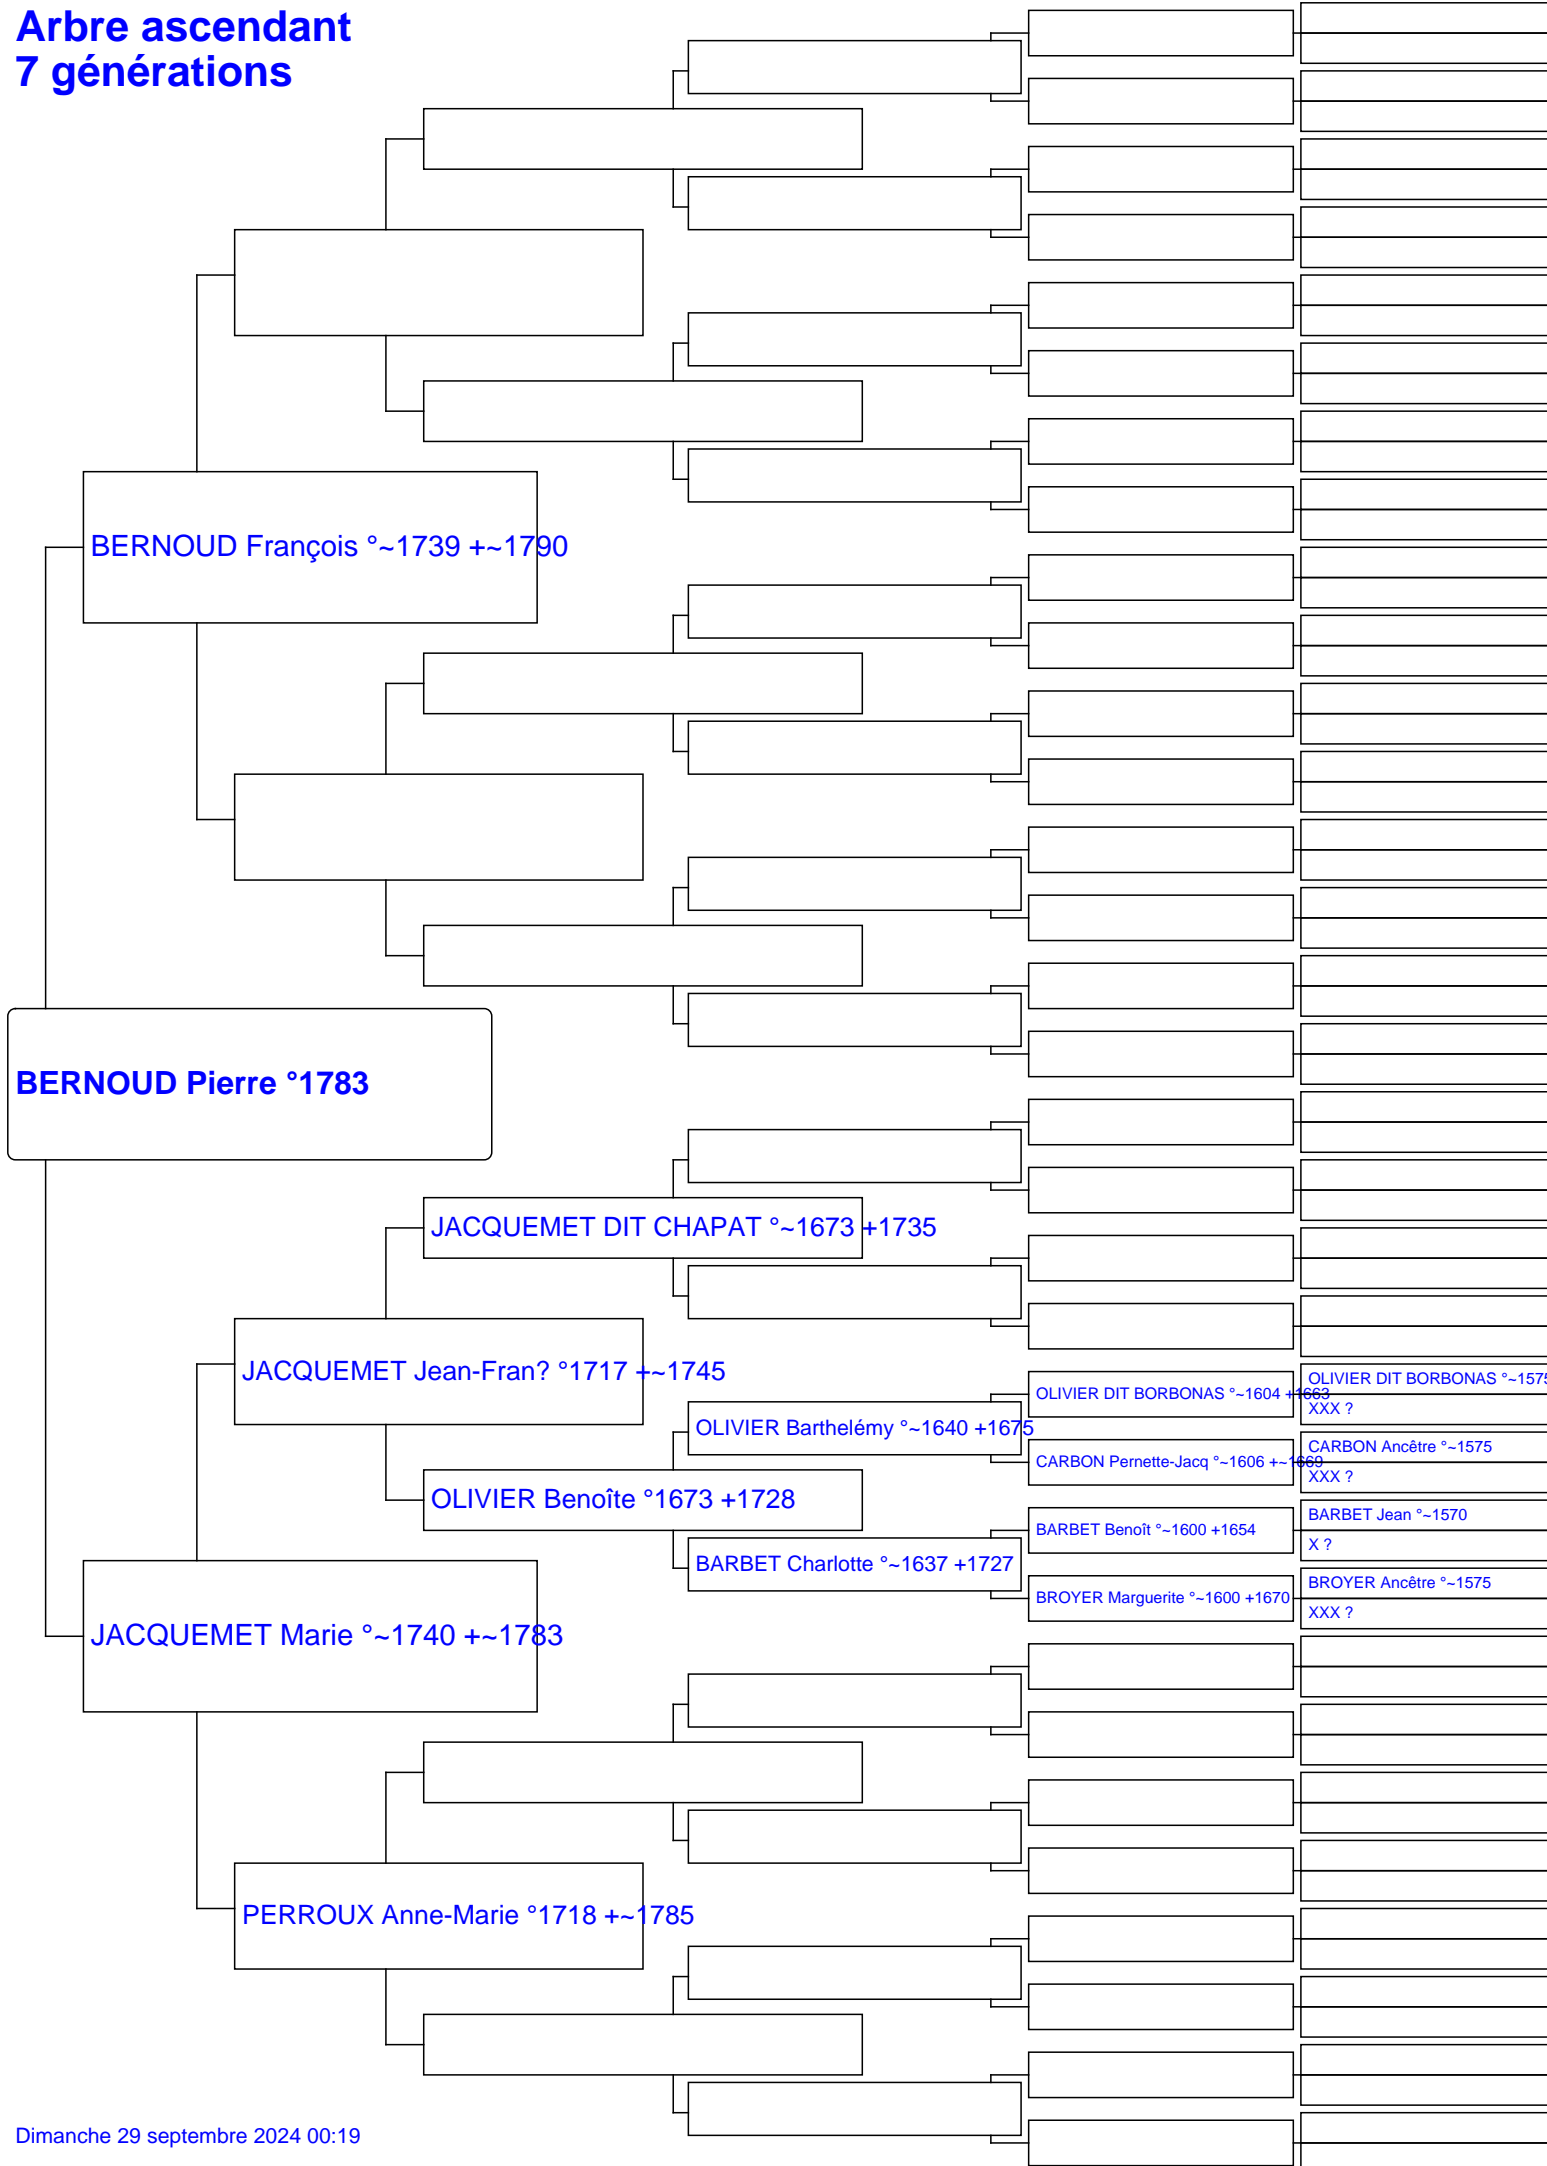 Arbre ascendant
7 générations
BERNOUD François °~1739 +~1790
BERNOUD Pierre °1783
JACQUEMET DIT CHAPAT °~1673 +1735
JACQUEMET Jean-Fran? °1717 +~1745
OLIVIER DIT BORBONAS °~1604 +1663
OLIVIER DIT BORBONAS °~1575
XXX ?
OLIVIER Barthelémy °~1640 +1675
CARBON Pernette-Jacq °~1606 +~1669
CARBON Ancêtre °~1575
XXX ?
OLIVIER Benoîte °1673 +1728
BARBET Benoît °~1600 +1654
BARBET Jean °~1570
X ?
BARBET Charlotte °~1637 +1727
BROYER Marguerite °~1600 +1670
BROYER Ancêtre °~1575
XXX ?
JACQUEMET Marie °~1740 +~1783
PERROUX Anne-Marie °1718 +~1785
Dimanche 29 septembre 2024 00:19